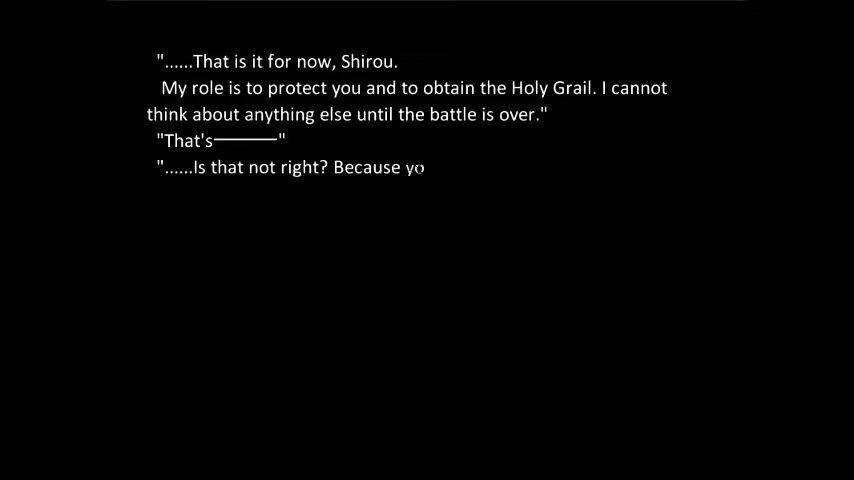 "......That is it for now, Shirou.
My role is to protect you and to obtain the Holy Grail. I cannot
think about anything else until the battle is over."
"That's―――"
"......Is that not right? Because yo